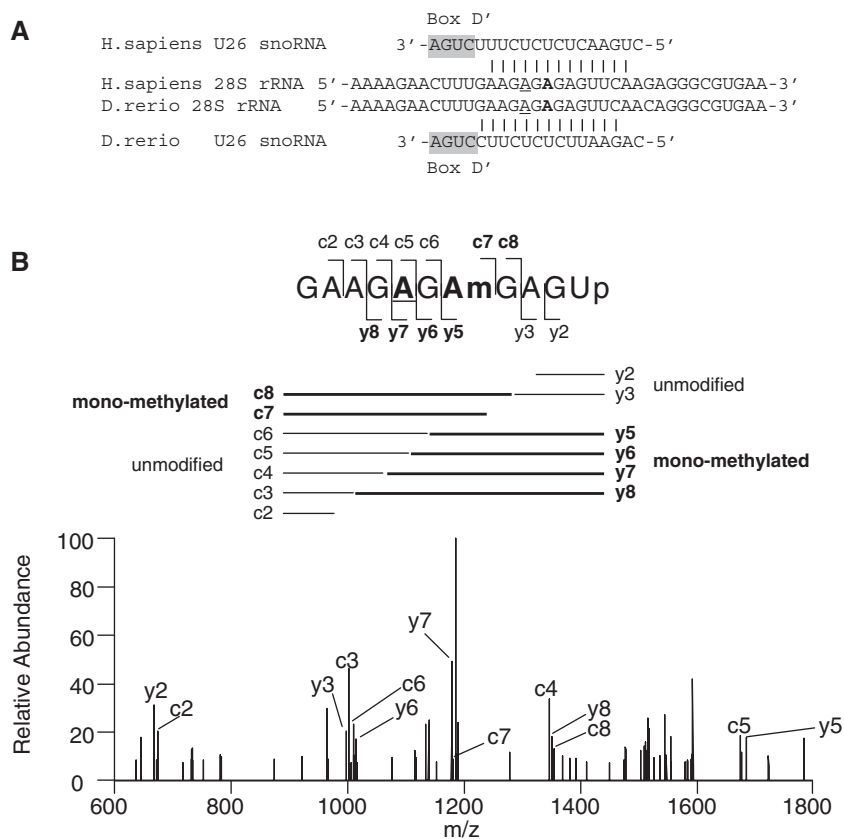 A
Box D′
H.sapiens U26 snoRNA 3′-AGUCUUUCUCUCUCAAGUC-5′
H.sapiens 28S rRNA 5′-AAAAGAACUUUGAAGAGAGAGUUCAAGAGGGCGUGAA-3′
D.rerio 28S rRNA 5′-AAAAGAACUUUGAAGAGAGAGUUCAACAGGGCGUGAA-3′
D.rerio U26 snoRNA 3′-AGUCCUUCUCUCUUAAGAC-5′
Box D′
B
c2 c3 c4 c5 c6 c7 c8
GAAGAGAmGAGUp
y8 y7 y6 y5 y3 y2
y2
unmodified
c8 y3
mono-methylated
c7
c6 y5
c5 y6
unmodified mono-methylated
c4 y7
c3 y8
c2
Relative Abundance
100
80
60
40
20
0
y2
c2
y3
c3
c6
y6
y7
c7
c4
y8
c8
c5
y5
600 800 1000 1200 1400 1600 1800
m/z